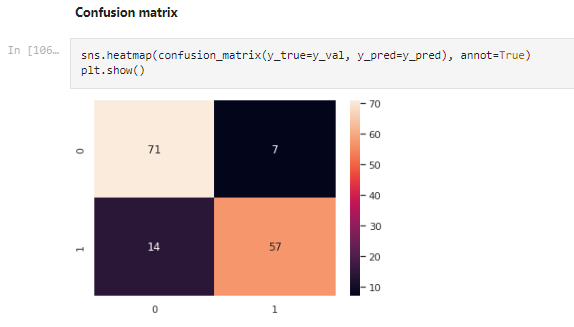 Confusion matrix
In [106…
sns.heatmap(confusion_matrix(y_true=y_val, y_pred=y_pred), annot=True)
plt.show()
70
0 71 7
60
50
40
30
1 14 57
20
10
0 1